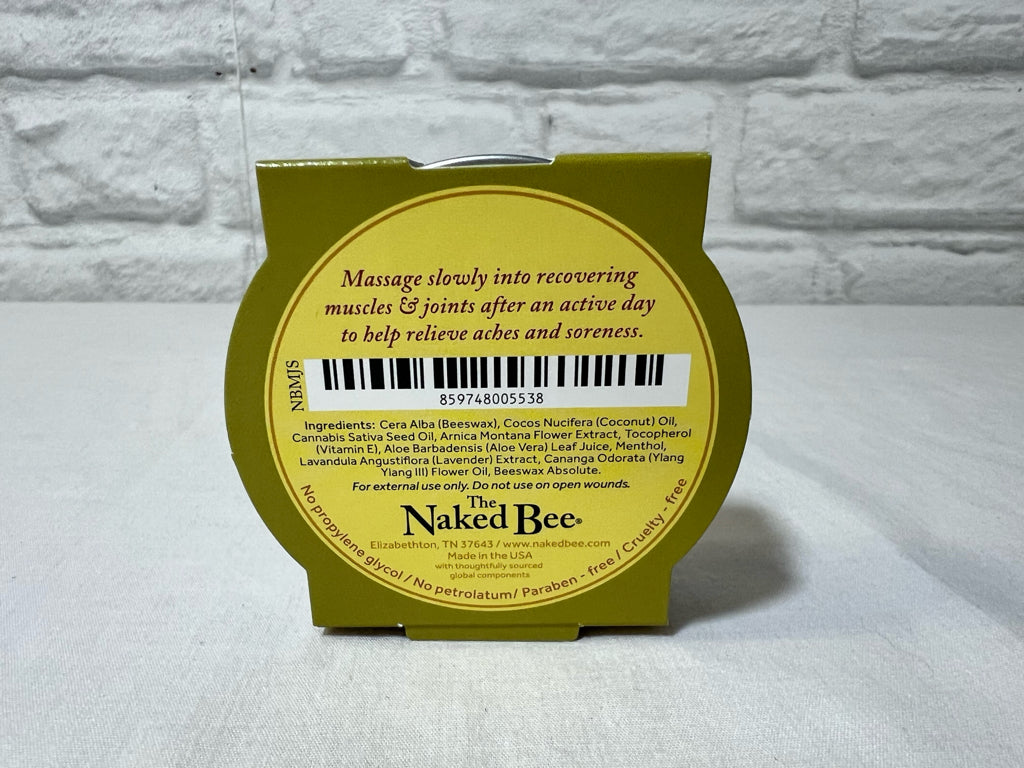 Massage slowly into recovering
muscles & joints after an active day
to help relieve aches and soreness.
NBMJS
859748005538
Ingredients: Cera Alba (Beeswax), Cocos Nucifera (Coconut) Oil,
Cannabis Sativa Seed Oil, Arnica Montana Flower Extract, Tocopherol
(Vitamin E), Aloe Barbadensis (Aloe Vera) Leaf Juice, Menthol,
Lavandula Angustiflora (Lavender) Extract, Cananga Odorata (Ylang
Ylang III) Flower Oil, Beeswax Absolute.
For external use only. Do not use on open wounds.
The
Naked Bee®
Elizabethton, TN 37643 / www.nakedbee.com
Made in the USA
with thoughtfully sourced
global components
No propylene glycol / No petrolatum / Paraben - free / Cruelty - free